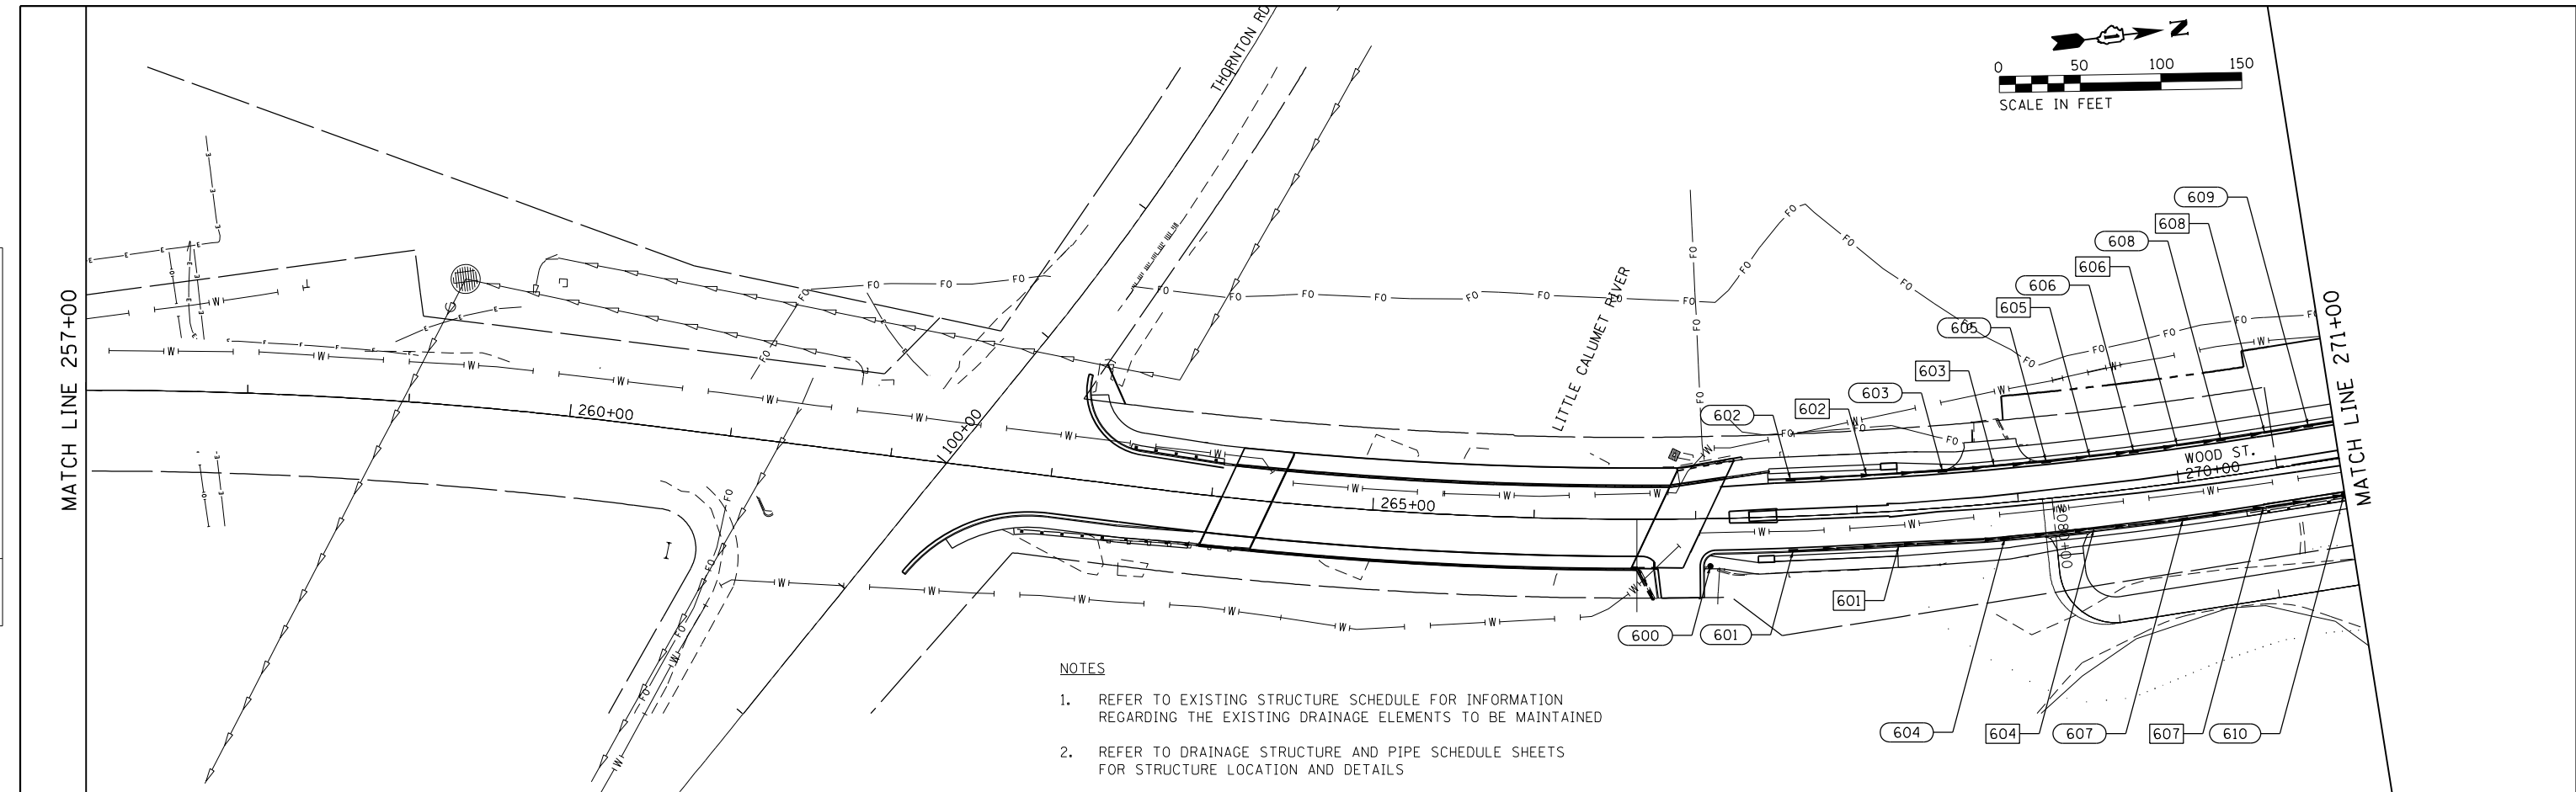 THORNTON RD
N
0 50 100 150
SCALE IN FEET
MATCH LINE 257+00
260+00
100+00
265+00
LITTLE CALUMET RIVER
WOOD ST.
270+00
MATCH LINE 271+00
609
608
608
606
606
605
605
603
603
602
602
601
600
601
604
604
607
607
610
NOTES
1. REFER TO EXISTING STRUCTURE SCHEDULE FOR INFORMATION
REGARDING THE EXISTING DRAINAGE ELEMENTS TO BE MAINTAINED
2. REFER TO DRAINAGE STRUCTURE AND PIPE SCHEDULE SHEETS
FOR STRUCTURE LOCATION AND DETAILS